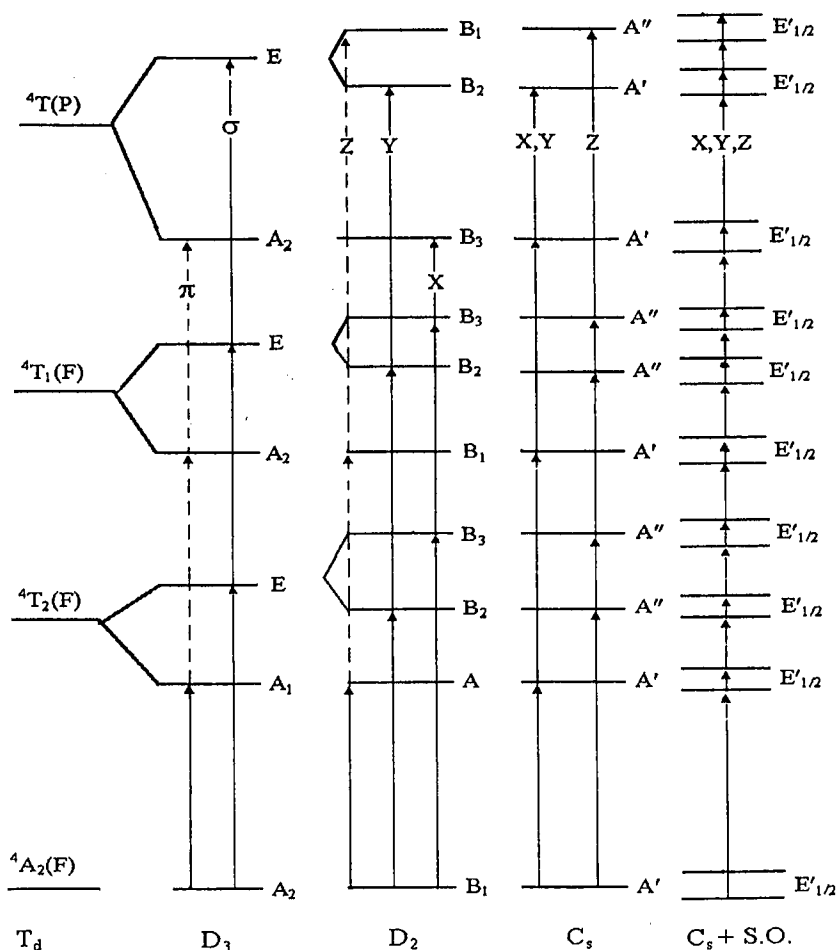 ⁴T(P)
E
A₂
σ
π
⁴T₁(F)
E
A₂
⁴T₂(F)
E
A₁
⁴A₂(F)
A₂
T_d
D₃
B₁
B₂
Z
Y
B₃
X
B₃
B₂
B₁
B₃
B₂
A
B₁
D₂
A″
A′
X,Y
Z
A′
A″
A″
A′
A″
A″
A′
A′
C_s
E′₁/₂
E′₁/₂
X,Y,Z
E′₁/₂
E′₁/₂
E′₁/₂
E′₁/₂
E′₁/₂
E′₁/₂
E′₁/₂
E′₁/₂
C_s + S.O.